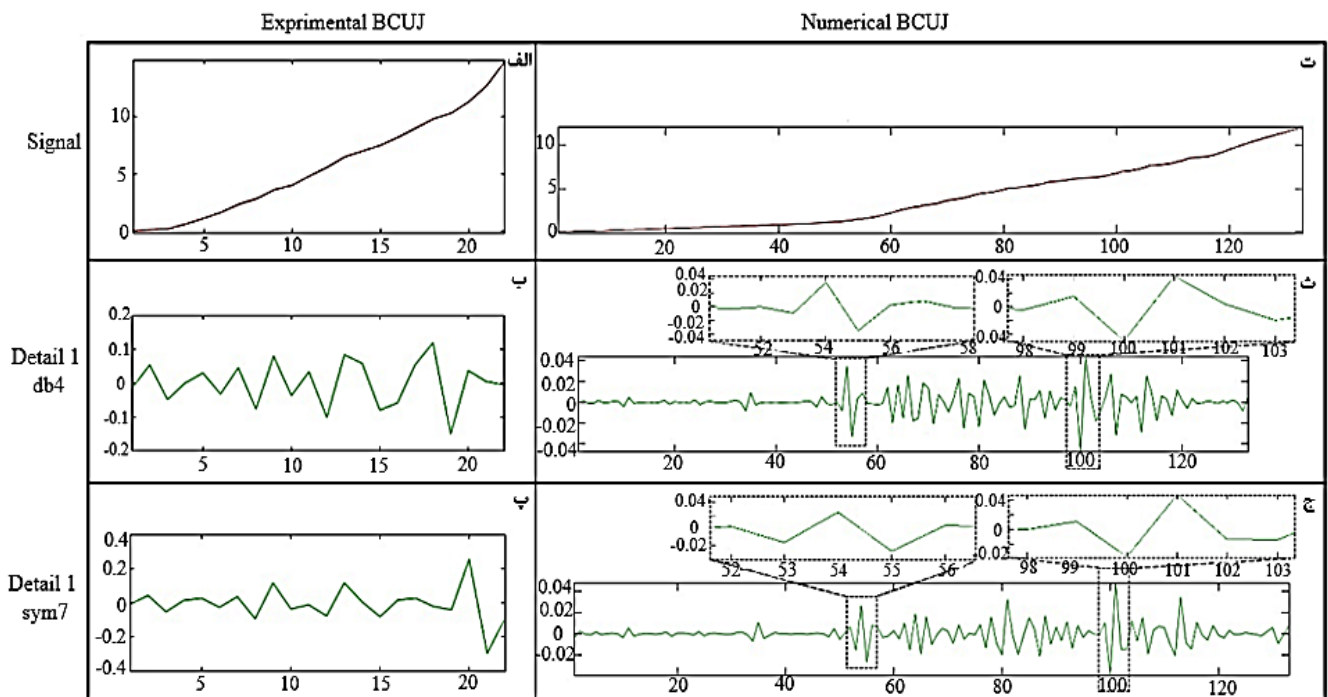 Exprimental BCUJ
Numerical BCUJ
Signal
الف
10
5
0
5 10 15 20
ت
10
5
0
20 40 60 80 100 120
Detail 1
db4
ب
0.2
0.1
0
-0.1
-0.2
5 10 15 20
ث
0.04
0.02
0
-0.02
-0.04
52 54 56 58
0.04
0.02
0
-0.02
-0.04
98 99 100 101 102 103
0.04
0.02
0
-0.02
-0.04
20 40 60 80 100 120
Detail 1
sym7
پ
0.4
0.2
0
-0.2
-0.4
5 10 15 20
ج
0.04
0
-0.02
52 53 54 55 56
0.04
0
0.02
98 99 100 101 102 103
0.04
0.02
0
-0.02
20 40 60 80 100 120